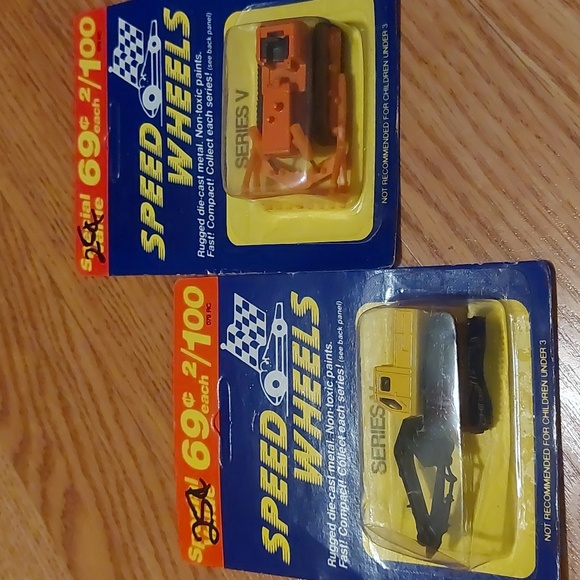 Special
69¢ 2/100
each
25¢
SPEED
WHEELS
Rugged die-cast metal. Non-toxic paints.
Fast! Compact! Collect each series! (see back panel)
SERIES V
NOT RECOMMENDED FOR CHILDREN UNDER 3
69¢ 2/100
each
25¢
SPEED
WHEELS
Rugged die-cast metal. Non-toxic paints.
Fast! Compact! Collect each series! (see back panel)
SERIES V
NOT RECOMMENDED FOR CHILDREN UNDER 3